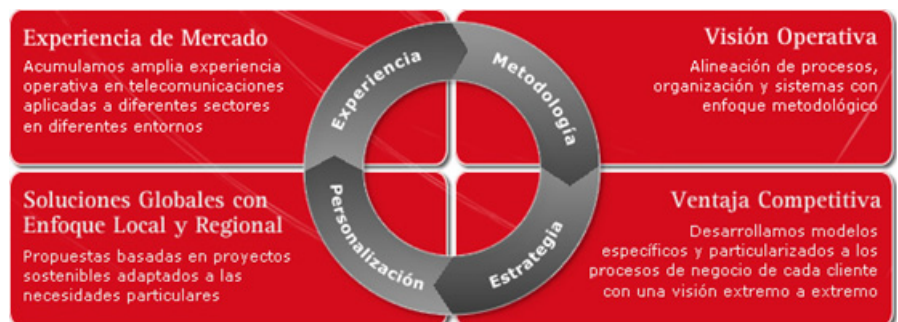 Experiencia de Mercado
Acumulamos amplia experiencia
operativa en telecomunicaciones
aplicadas a diferentes sectores
en diferentes entornos
Experiencia
Metodología
Visión Operativa
Alineación de procesos,
organización y sistemas con
enfoque metodológico
Soluciones Globales con
Enfoque Local y Regional
Propuestas basadas en proyectos
sostenibles adaptados a las
necesidades particulares
Personalización
Estrategia
Ventaja Competitiva
Desarrollamos modelos
específicos y particularizados a los
procesos de negocio de cada cliente
con una visión extremo a extremo